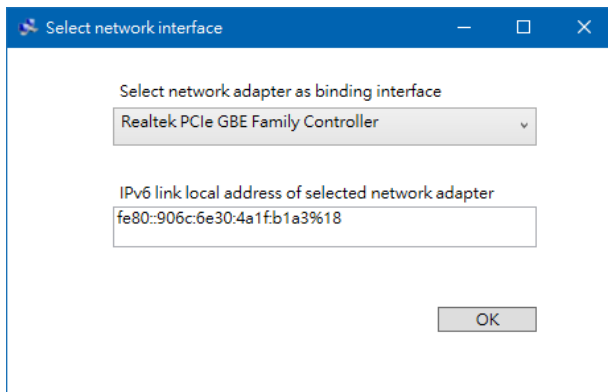 Select network interface
Select network adapter as binding interface
Realtek PCIe GBE Family Controller
IPv6 link local address of selected network adapter
fe80::906c:6e30:4a1f:b1a3%18
OK